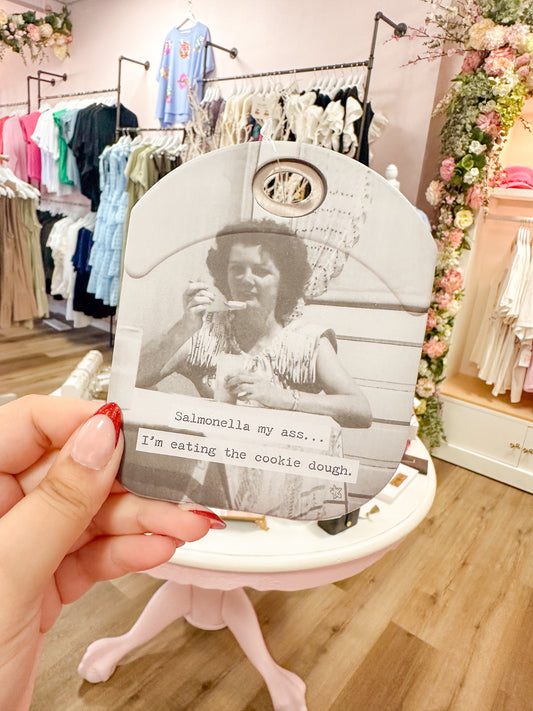 Salmonella my ass...
I'm eating the cookie dough.